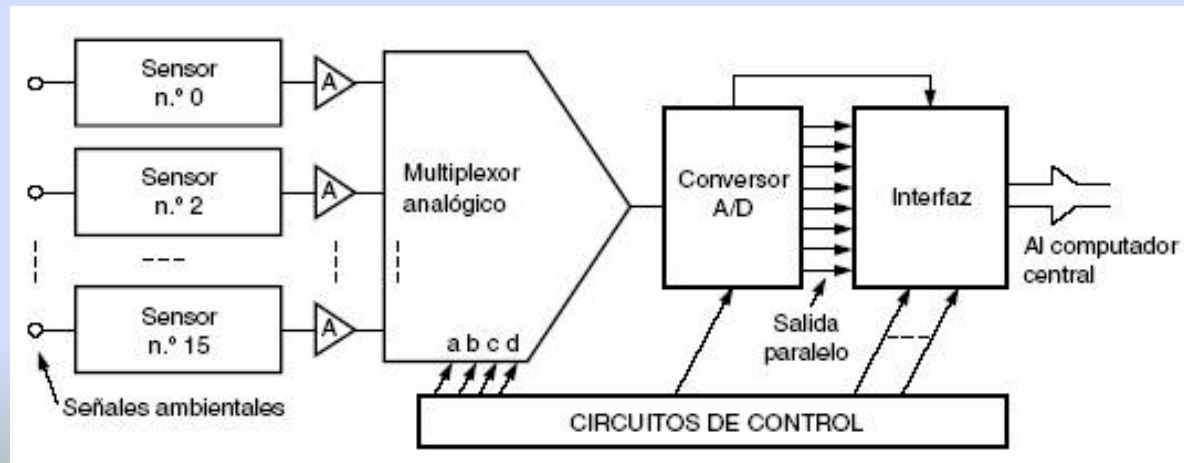 Sensor
n.º 0
A
Sensor
n.º 2
A
Sensor
n.º 15
A
Señales ambientales
Multiplexor
analógico
a b c d
Conversor
A/D
Salida
paralelo
Interfaz
Al computador
central
CIRCUITOS DE CONTROL